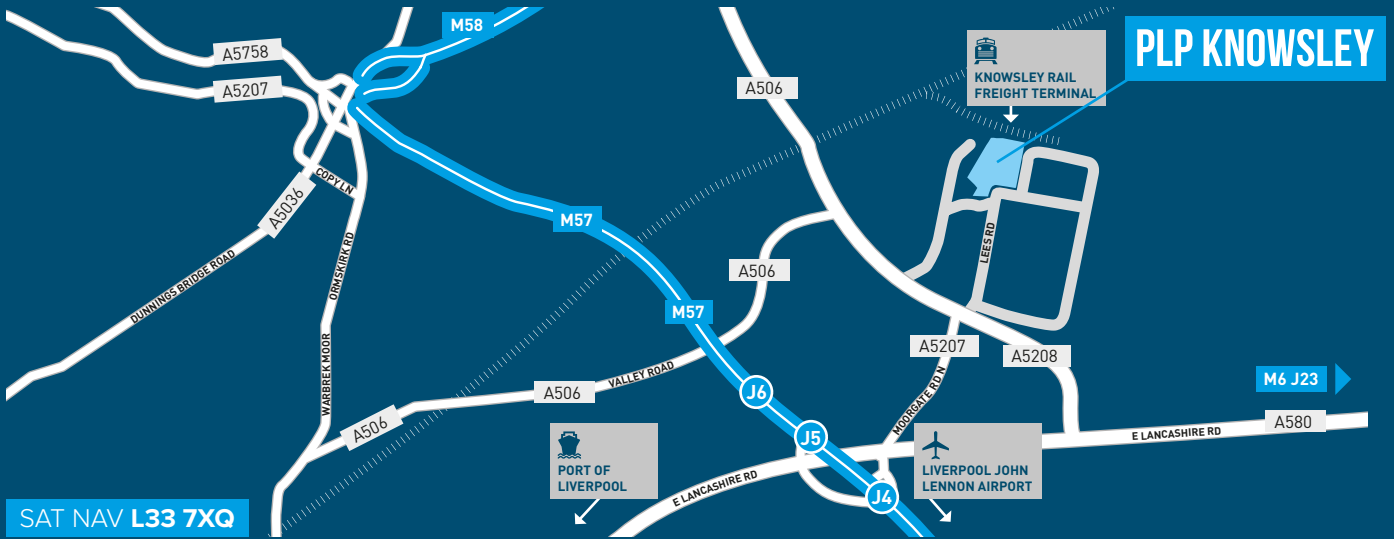 M58
A5758
A5207
COPY LN
A5036
DUNNINGS BRIDGE ROAD
ORMSKIRK RD
WARBREK MOOR
A506
M57
M57
A506
KNOWSLEY RAIL
FREIGHT TERMINAL
PLP KNOWSLEY
LEES RD
A506
A506
VALLEY ROAD
A5207
A5208
MOORGATE RD N
M6 J23
A580
E LANCASHIRE RD
J6
J5
J4
PORT OF
LIVERPOOL
E LANCASHIRE RD
LIVERPOOL JOHN
LENNON AIRPORT
SAT NAV L33 7XQ